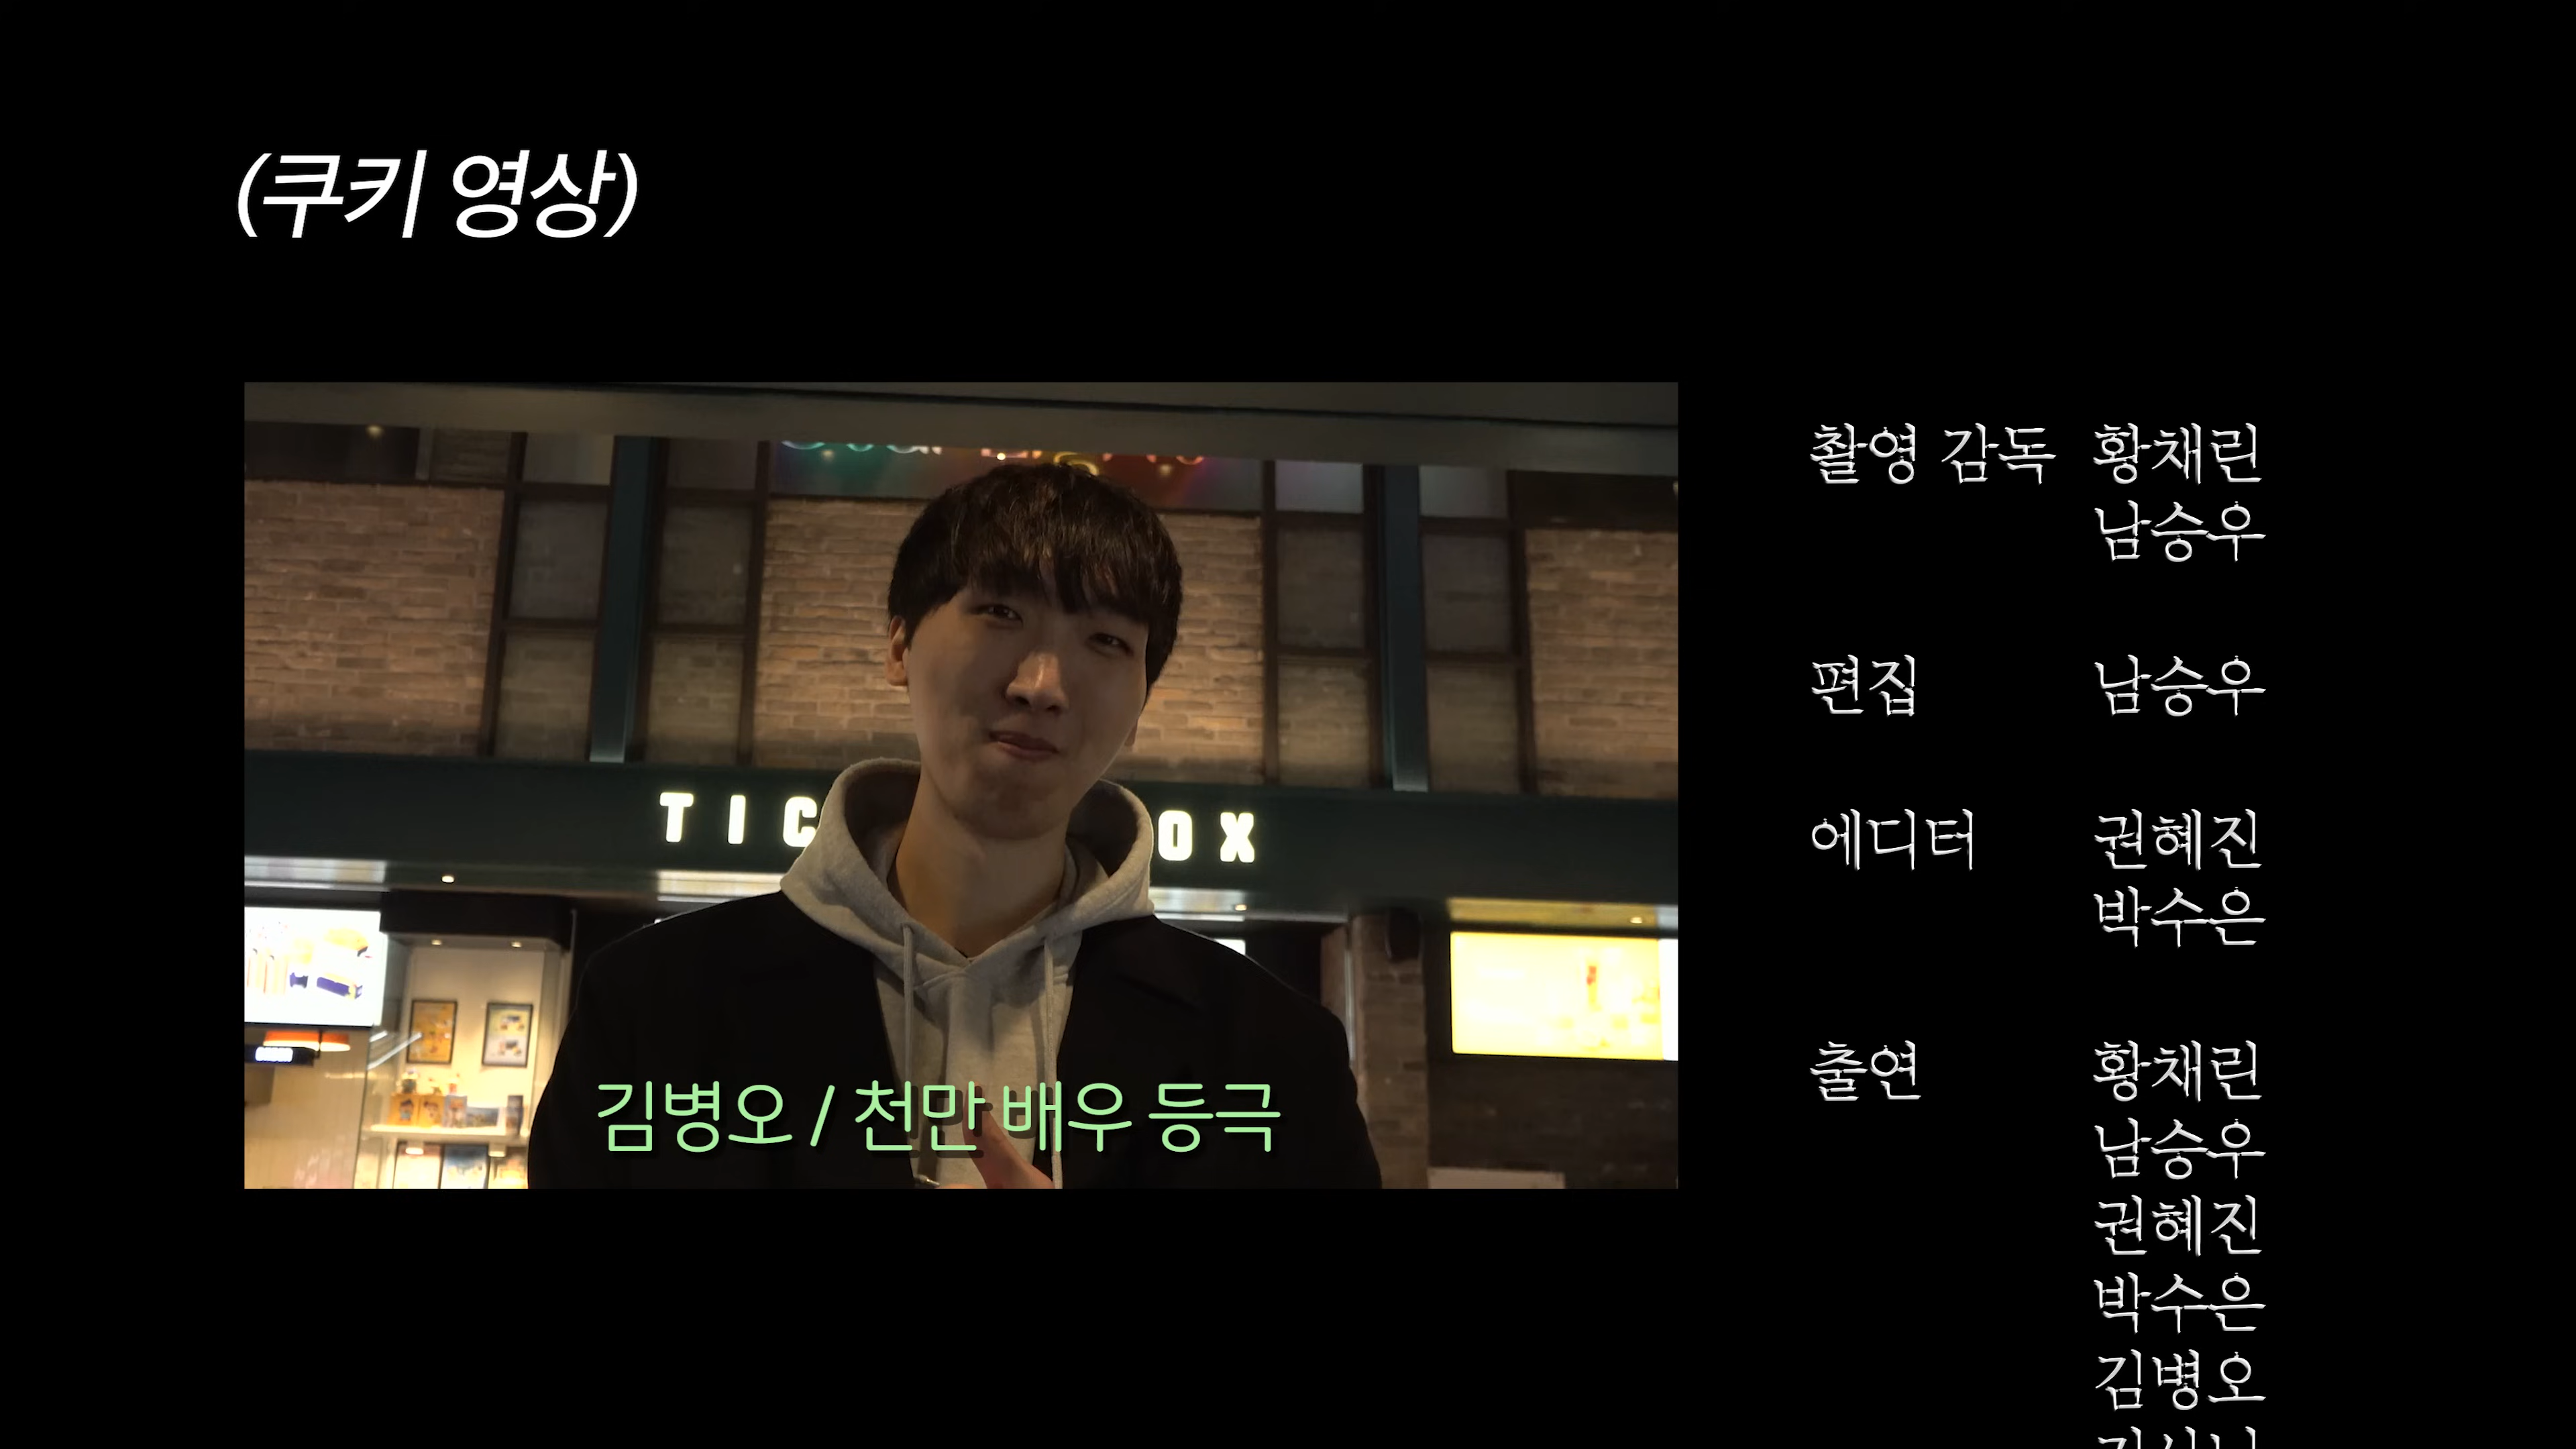 (쿠키 영상)
TIC OX
김병오 / 천만 배우 등극
촬영 감독 황채린
남승우
편집 남승우
에디터 권혜진
박수은
출연 황채린
남승우
권혜진
박수은
김병오